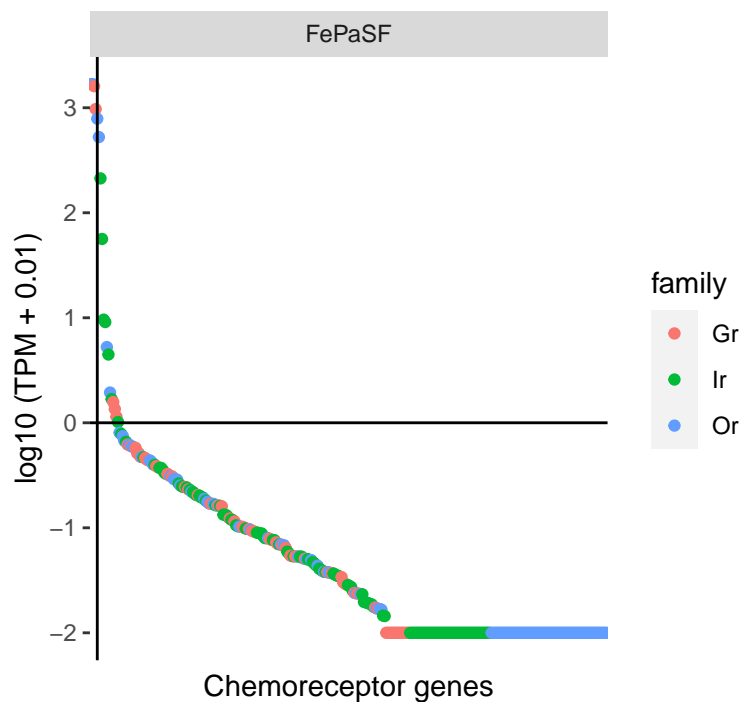 FePaSF
3
2
1
0
−1
−2
log10 (TPM + 0.01)
Chemoreceptor genes
family
Gr
Ir
Or